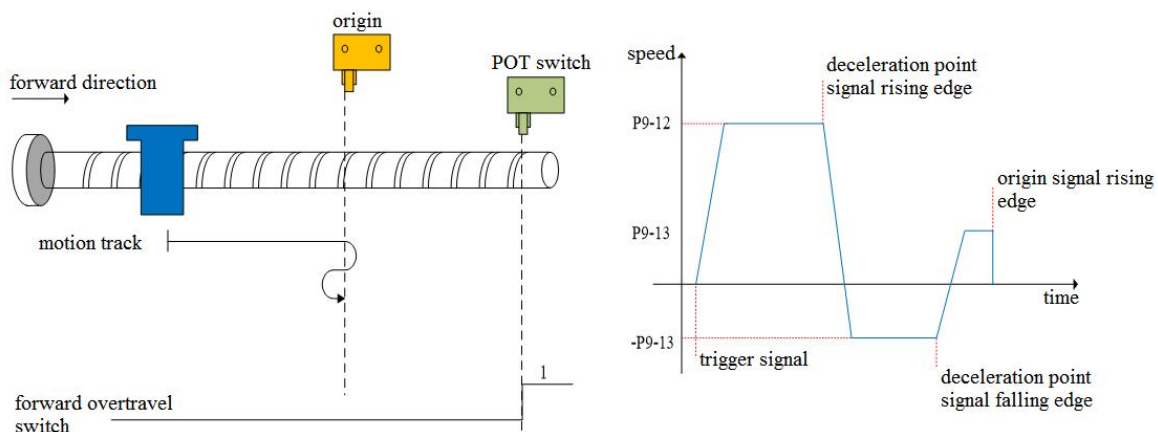 origin
POT switch
forward direction
motion track
1
forward overtravel
switch
speed
deceleration point
signal rising edge
P9-12
origin signal rising
edge
P9-13
time
-P9-13
trigger signal
deceleration point
signal falling edge